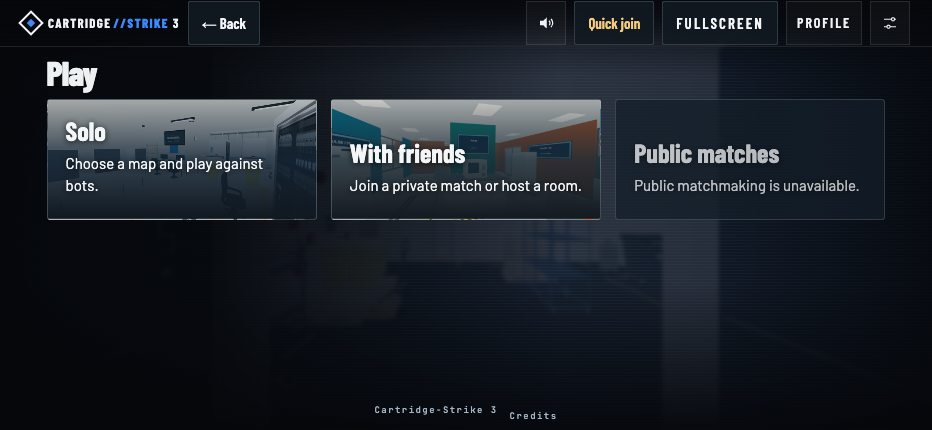 CARTRIDGE//STRIKE 3
← Back
Quick join
FULLSCREEN
PROFILE
Play
Solo
Choose a map and play against
bots.
With friends
Join a private match or host a room.
Public matches
Public matchmaking is unavailable.
Cartridge-Strike 3
Credits